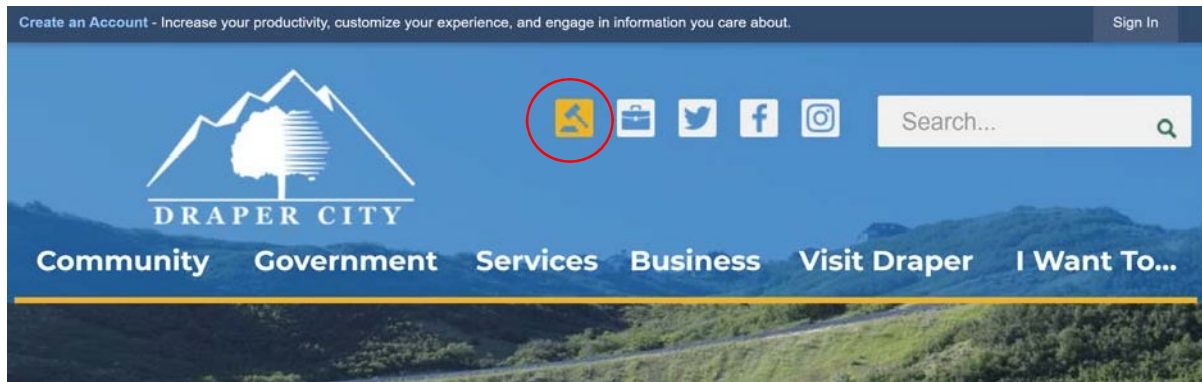 Create an Account - Increase your productivity, customize your experience, and engage in information you care about.
Sign In
Search...
DRAPER CITY
Community Government Services Business Visit Draper I Want To...